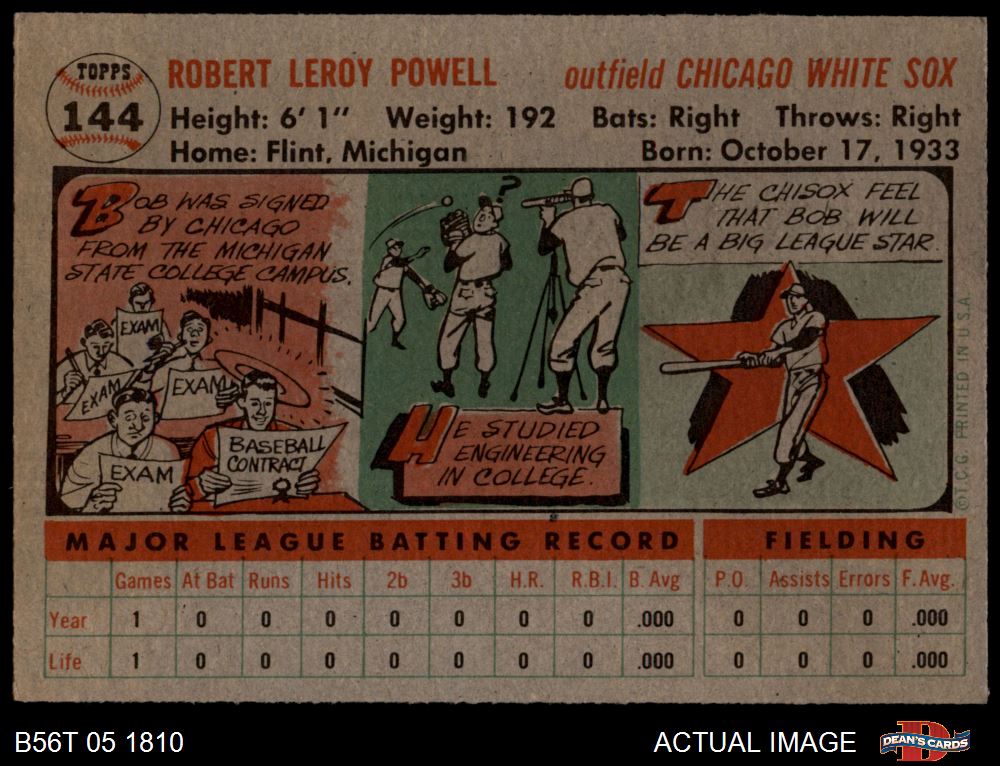 TOPPS
144
ROBERT LEROY POWELL outfield CHICAGO WHITE SOX
Height: 6' 1" Weight: 192 Bats: Right Throws: Right
Home: Flint, Michigan Born: October 17, 1933
BOB WAS SIGNED
BY CHICAGO
FROM THE MICHIGAN
STATE COLLEGE CAMPUS.
EXAM
EXAM
EXAM
EXAM
BASEBALL
CONTRACT
?
HE STUDIED
ENGINEERING
IN COLLEGE.
THE CHISOX FEEL
THAT BOB WILL
BE A BIG LEAGUE STAR.
© T.C.G. PRINTED IN U.S.A.
MAJOR LEAGUE BATTING RECORD FIELDING
Games At Bat Runs Hits 2b 3b H.R. R.B.I. B. Avg P.O. Assists Errors F. Avg.
Year 1 0 0 0 0 0 0 0 .000 0 0 0 .000
Life 1 0 0 0 0 0 0 0 .000 0 0 0 .000
B56T 05 1810 ACTUAL IMAGE
DEAN'S CARDS